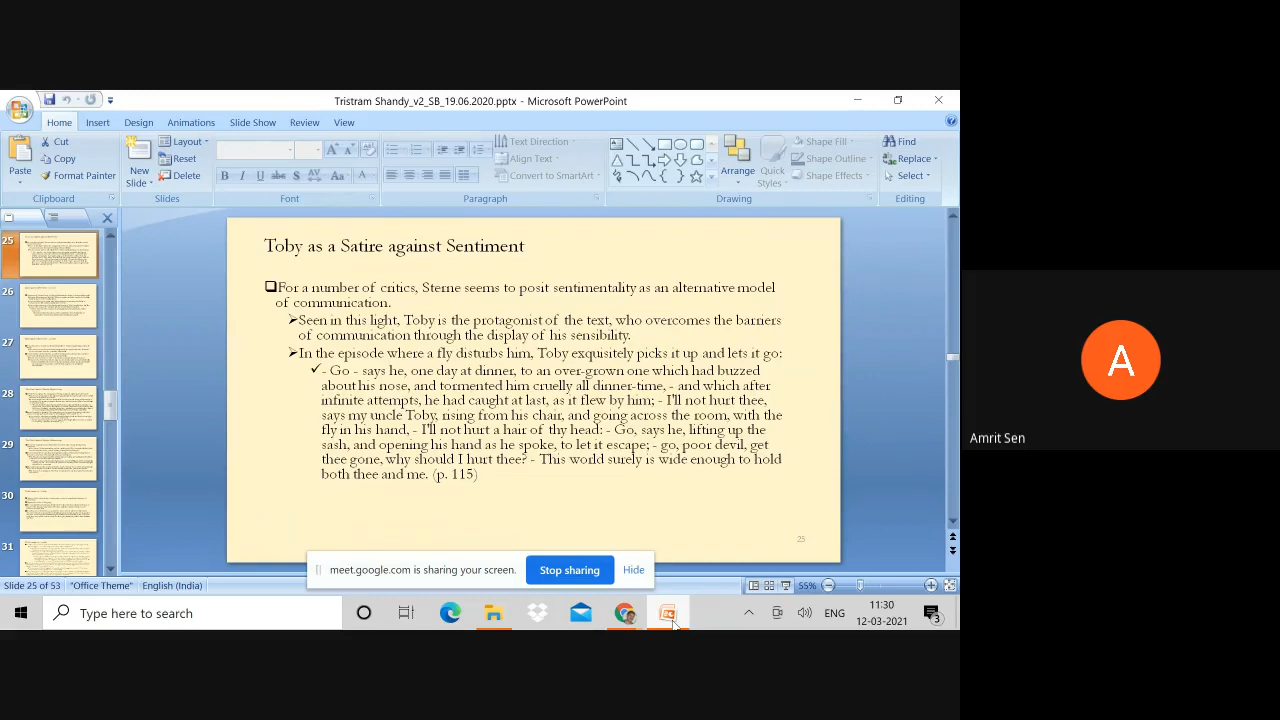 Tristram Shandy_v2_SB_19.06.2020.pptx - Microsoft PowerPoint
Home Insert Design Animations Slide Show Review View
Cut
Copy
Format Painter
Paste
Clipboard
New
Slide
Layout
Reset
Delete
Slides
B I U abe S AV Aa A
Font
Text Direction
Align Text
Convert to SmartArt
Paragraph
Arrange
Quick
Styles
Shape Fill
Shape Outline
Shape Effects
Drawing
Find
Replace
Select
Editing
25
26
27
28
29
30
31
Toby as a Satire against Sentiment
For a number of critics, Sterne seems to posit sentimentality as an alternative model
of communication.
Seen in this light, Toby is the protagonist of the text, who overcomes the barriers
of communication through the display of his sensibility.
In the episode where a fly disturbs him, Toby exquisitely picks it up and lets it go:
- Go - says he, one day at dinner, to an over-grown one which had buzzed
about his nose, and tormented him cruelly all dinner-time, - and which after
infinite attempts, he had caught at last, as it flew by him; - I'll not hurt thee,
says my uncle Toby, rising from his chair, and going across the room, with the
fly in his hand, - I'll not hurt a hair of thy head: - Go, says he, lifting up the
sash, and opening his hand as he spoke, to let it escape; - go, poor devil, get
thee gone, why should I hurt thee? - This world surely is wide enough to hold
both thee and me. (p. 115)
25
meet.google.com is sharing your screen.
Stop sharing
Hide
Slide 25 of 53 "Office Theme" English (India)
55%
Type here to search
ENG
11:30
12-03-2021
3
A
Amrit Sen